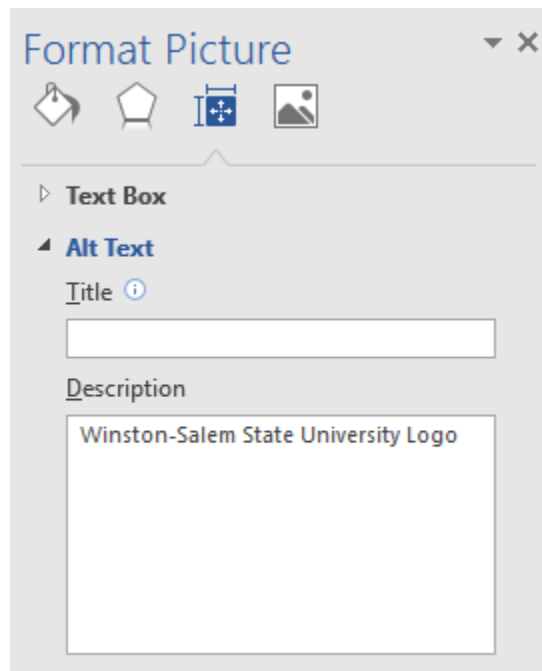 Format Picture
Text Box
Alt Text
Title
Description
Winston-Salem State University Logo